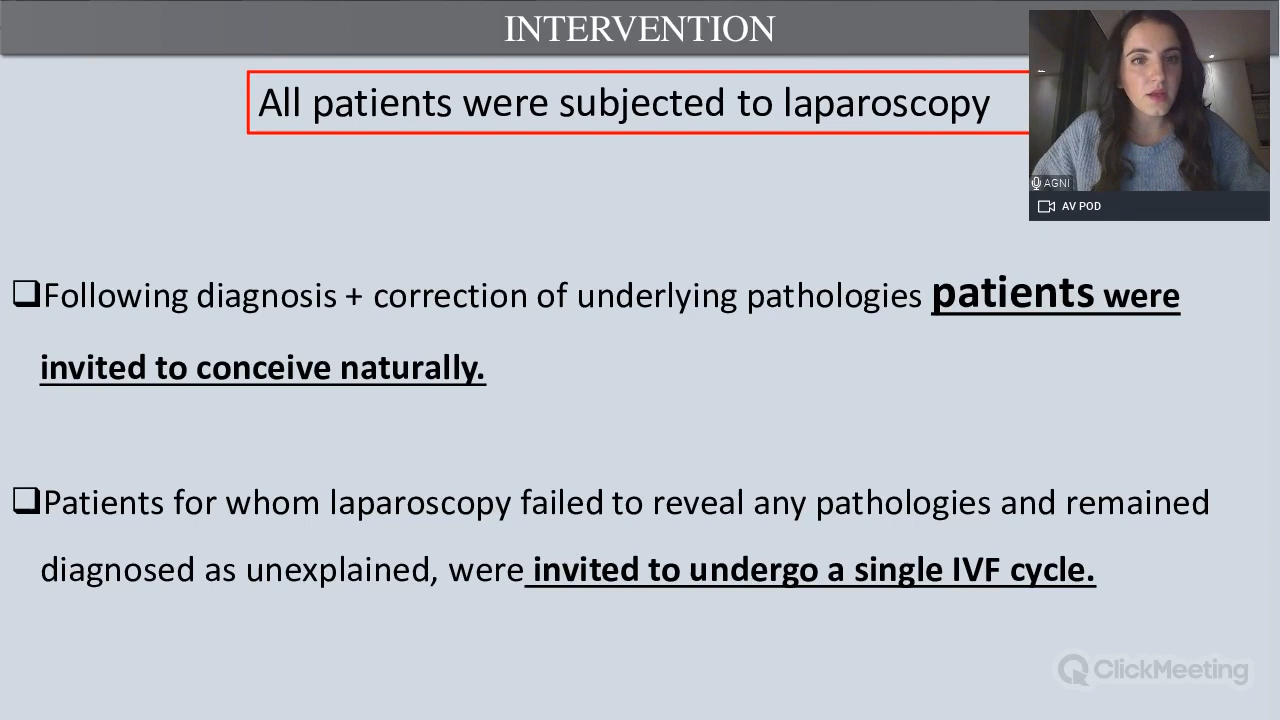 INTERVENTION
All patients were subjected to laparoscopy
AGNI
AV POD
❑Following diagnosis + correction of underlying pathologies patients were
invited to conceive naturally.
❑Patients for whom laparoscopy failed to reveal any pathologies and remained
diagnosed as unexplained, were invited to undergo a single IVF cycle.
ClickMeeting